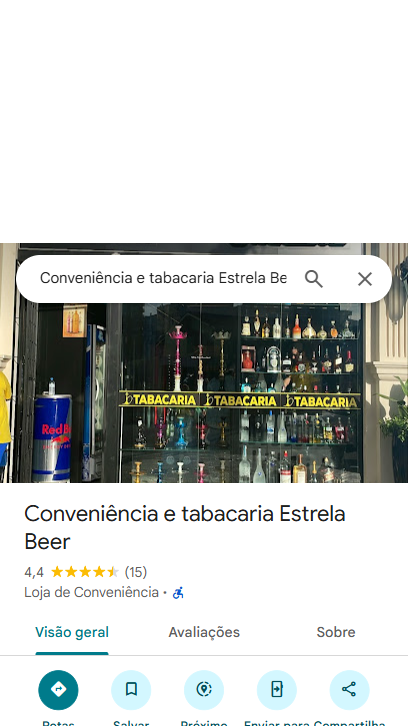 Conveniência e tabacaria Estrela Be
TABACARIA TABACARIA TABACARIA
Red Bull
Conveniência e tabacaria Estrela
Beer
4,4 (15)
Loja de Conveniência ·
Visão geral Avaliações Sobre
Rotas Salvar Próximo Enviar para Compartilha